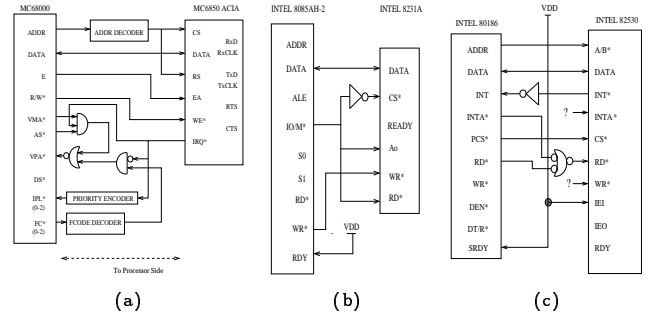 MC68000
MC6850 ACIA
ADDR
ADDR DECODER
CS
RxD
DATA
DATA
RxCLK
TxD
E
RS
TxCLK
R/W*
EA
RTS
VMA*
WE*
CTS
AS*
IRQ*
VPA*
DS*
IPL*
(0-2)
PRIORITY ENCODER
FC*
(0-2)
FCODE DECODER
To Processor Side
(a)
INTEL 8085AH-2
INTEL 8231A
ADDR
DATA
DATA
ALE
CS*
IO/M*
READY
S0
Ao
S1
WR*
RD*
RD*
WR*
VDD
RDY
(b)
VDD
INTEL 80186
INTEL 82530
ADDR
A/B*
DATA
DATA
INT
INT*
INTA*
?
INTA*
PCS*
CS*
RD*
RD*
WR*
?
WR*
DEN*
IEI
DT/R*
IEO
SRDY
RDY
(c)